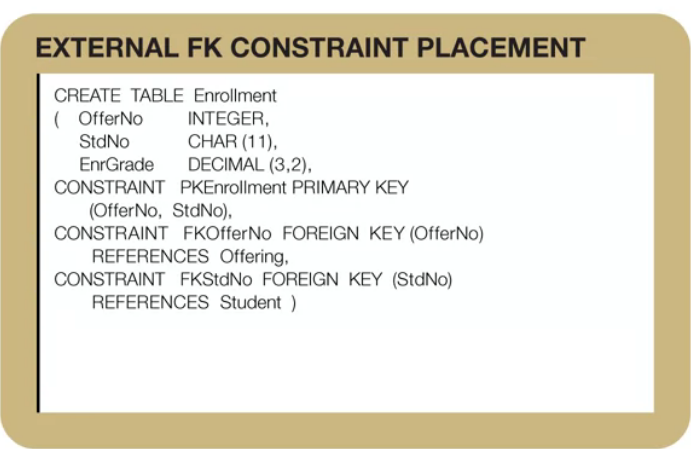 EXTERNAL FK CONSTRAINT PLACEMENT
CREATE TABLE Enrollment
( OfferNo INTEGER,
StdNo CHAR (11),
EnrGrade DECIMAL (3,2),
CONSTRAINT PKEnrollment PRIMARY KEY
(OfferNo, StdNo),
CONSTRAINT FKOfferNo FOREIGN KEY (OfferNo)
REFERENCES Offering,
CONSTRAINT FKStdNo FOREIGN KEY (StdNo)
REFERENCES Student )